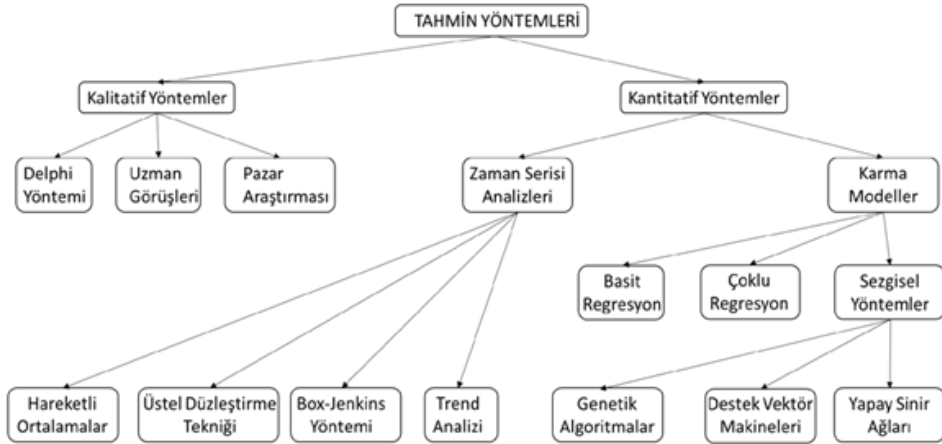 TAHMİN YÖNTEMLERİ
Kalitatif Yöntemler
Kantitatif Yöntemler
Delphi
Yöntemi
Uzman
Görüşleri
Pazar
Araştırması
Zaman Serisi
Analizleri
Karma
Modeller
Basit
Regresyon
Çoklu
Regresyon
Sezgisel
Yöntemler
Hareketli
Ortalamalar
Üstel Düzleştirme
Tekniği
Box-Jenkins
Yöntemi
Trend
Analizi
Genetik
Algoritmalar
Destek Vektör
Makineleri
Yapay Sinir
Ağları